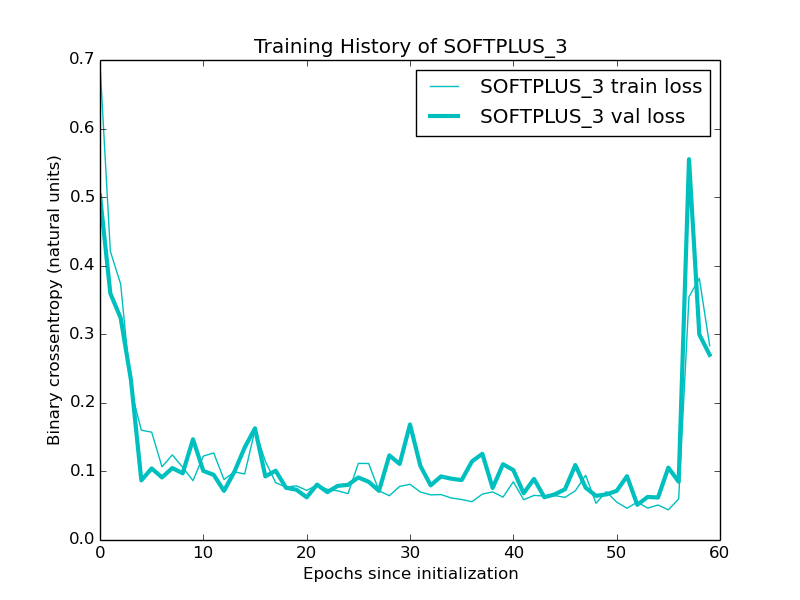 Training History of SOFTPLUS_3
SOFTPLUS_3 train loss
SOFTPLUS_3 val loss
Binary crossentropy (natural units)
0.7
0.6
0.5
0.4
0.3
0.2
0.1
0.0
0 10 20 30 40 50 60
Epochs since initialization